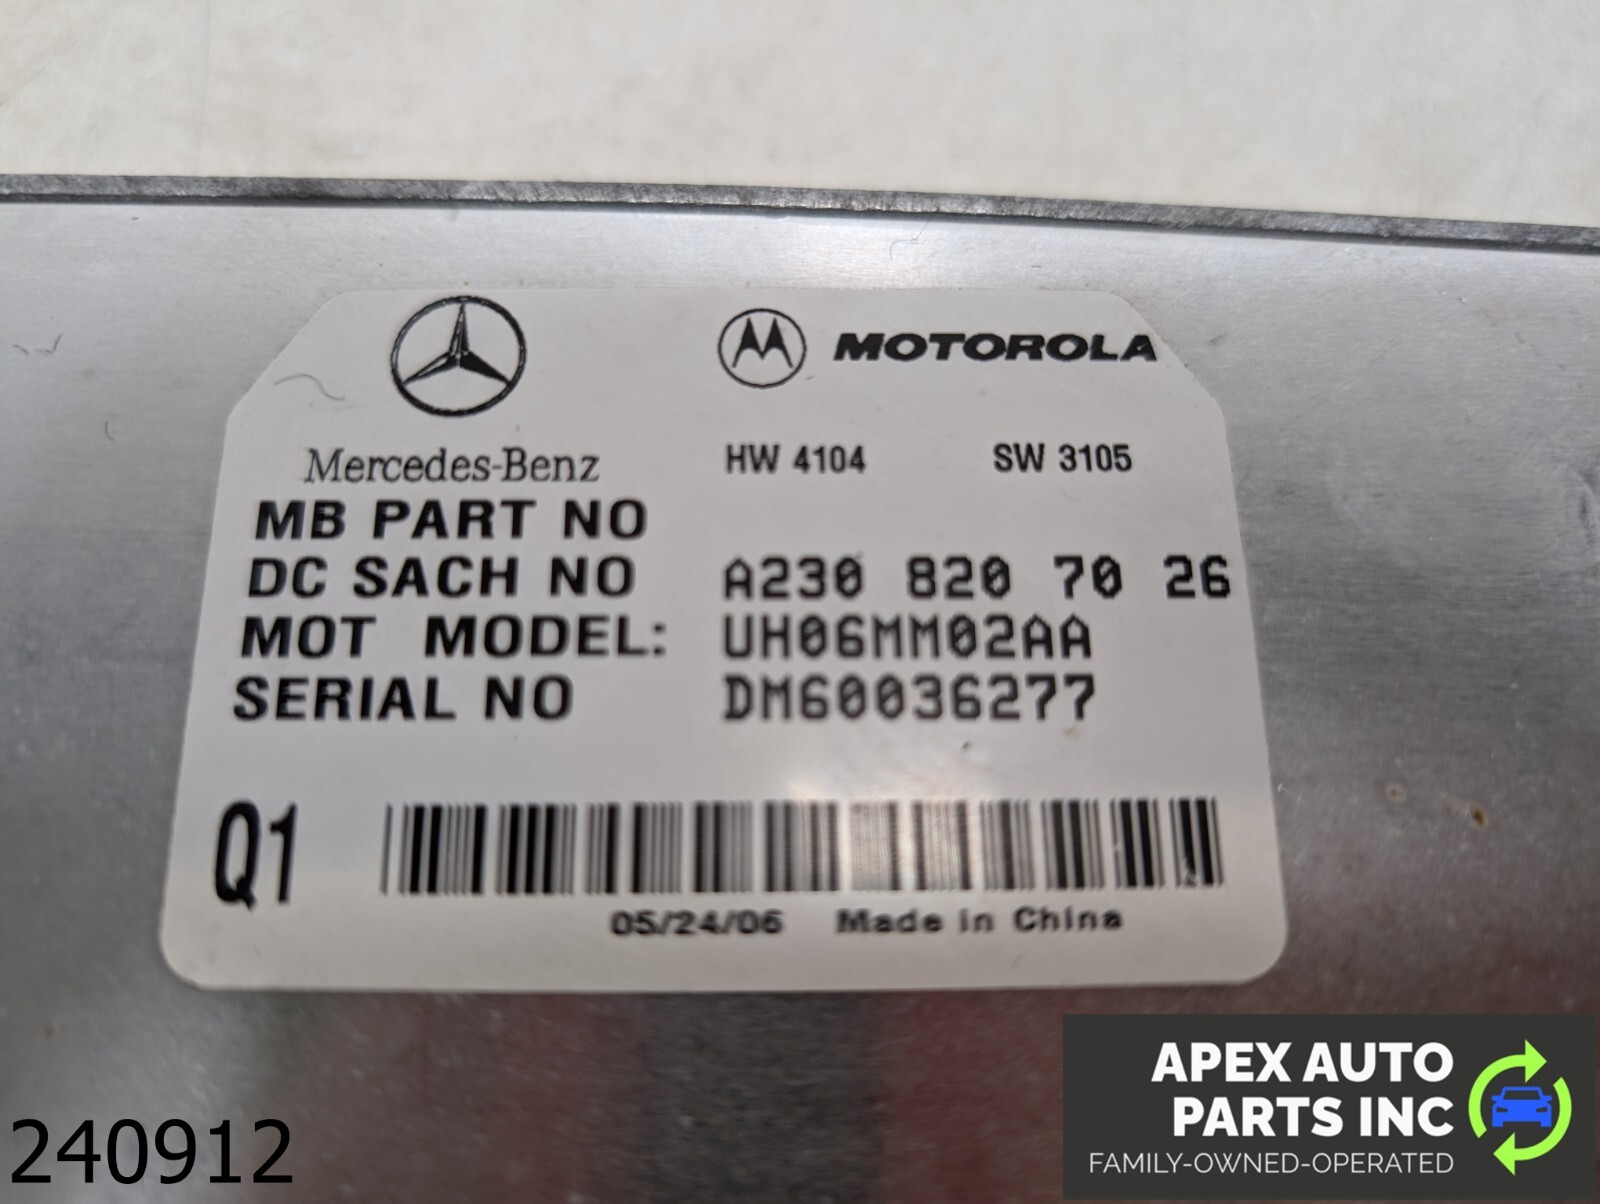 MOTOROLA
Mercedes-Benz HW 4104 SW 3105
MB PART NO
DC SACH NO A230 820 70 26
MOT MODEL: UH06MM02AA
SERIAL NO DM60036277
Q1
05/24/06 Made in China
APEX AUTO
PARTS INC
FAMILY-OWNED-OPERATED
240912